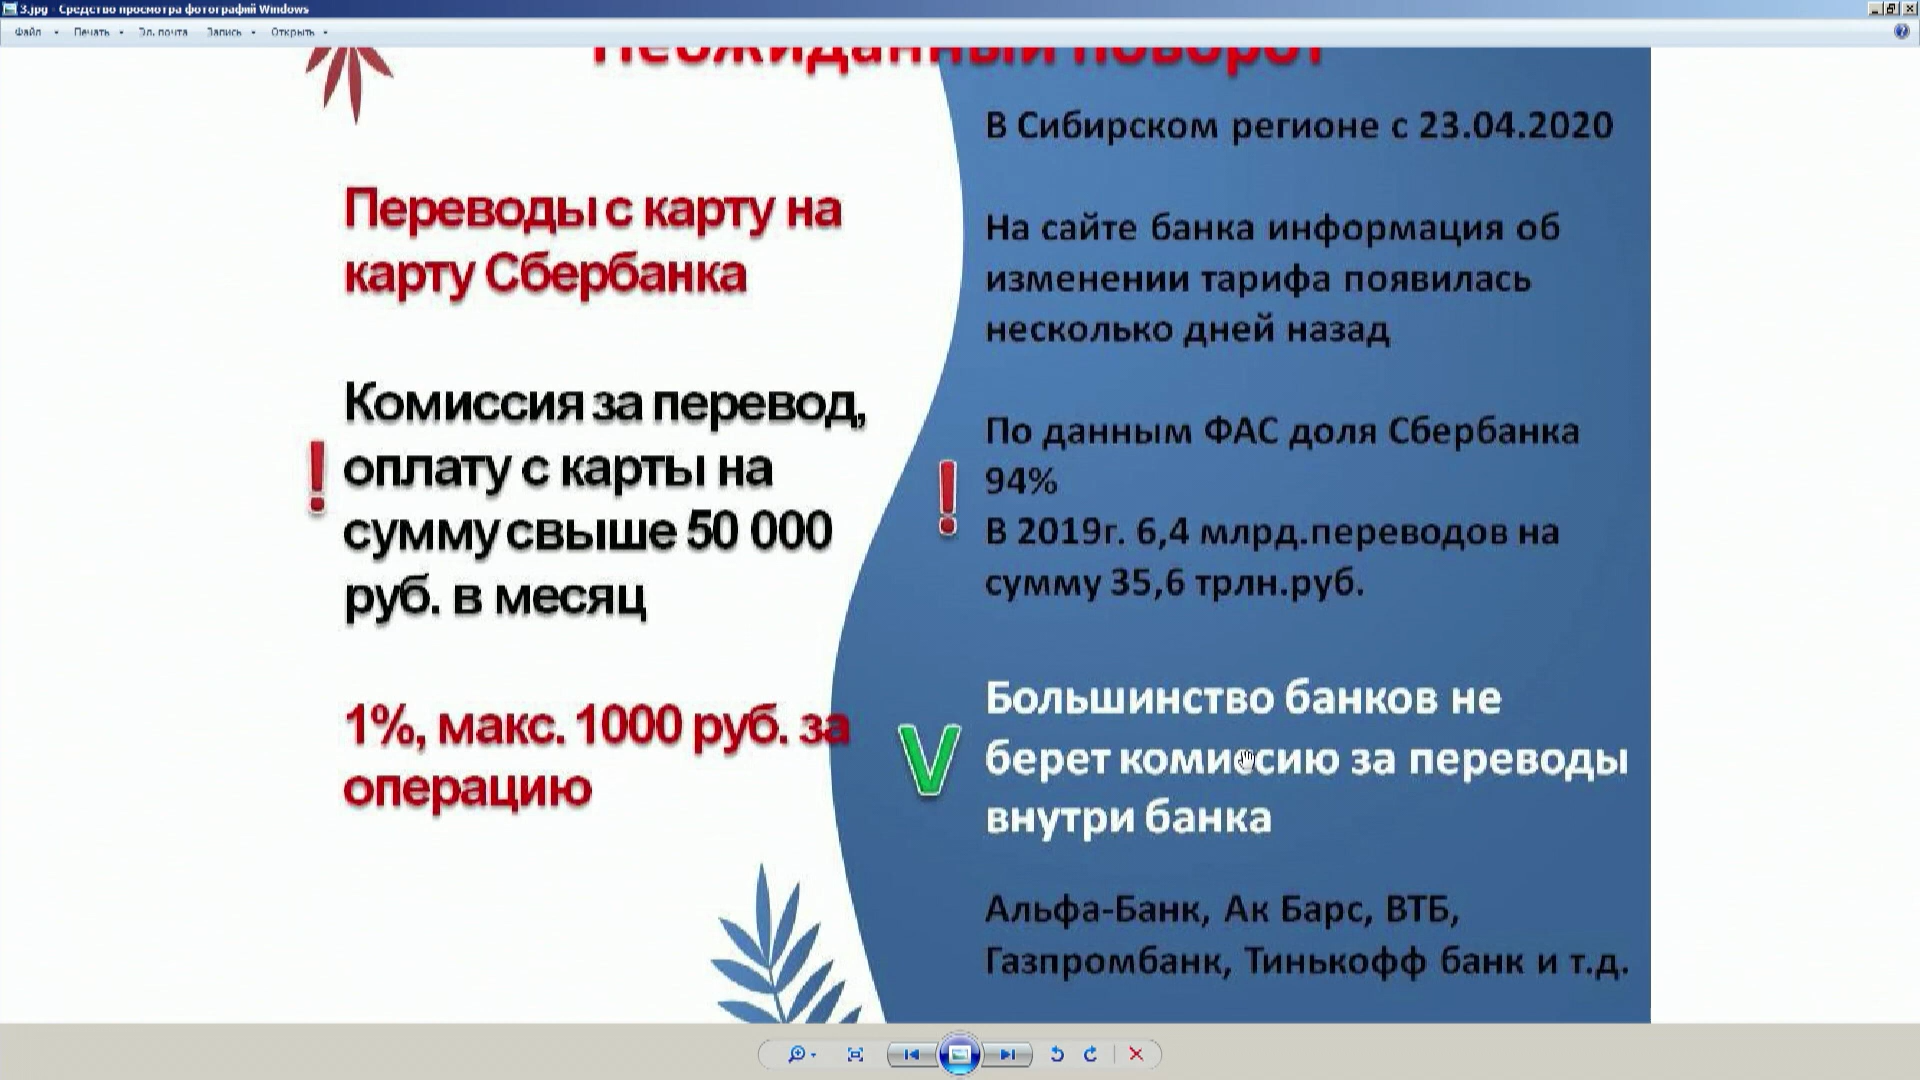 3.jpg - Средство просмотра фотографий Windows
Файл Печать Эл. почта Запись Открыть
Неожиданный поворот
Переводы с карту на
карту Сбербанка
Комиссия за перевод,
оплату с карты на
сумму свыше 50 000
руб. в месяц
1%, макс. 1000 руб. за
операцию
В Сибирском регионе с 23.04.2020
На сайте банка информация об
изменении тарифа появилась
несколько дней назад
По данным ФАС доля Сбербанка
94%
В 2019г. 6,4 млрд.переводов на
сумму 35,6 трлн.руб.
Большинство банков не
берет комиссию за переводы
внутри банка
Альфа-Банк, Ак Барс, ВТБ,
Газпромбанк, Тинькофф банк и т.д.